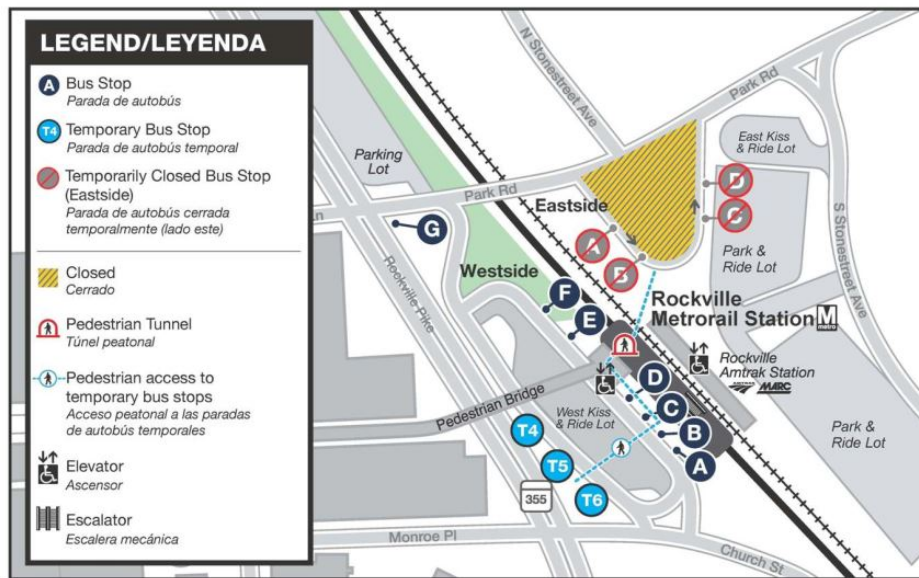 LEGEND/LEYENDA
A Bus Stop
Parada de autobús
T4 Temporary Bus Stop
Parada de autobús temporal
Temporarily Closed Bus Stop
(Eastside)
Parada de autobús cerrada
temporalmente (lado este)
Closed
Cerrado
Pedestrian Tunnel
Túnel peatonal
Pedestrian access to
temporary bus stops
Acceso peatonal a las paradas
de autobús temporales
Elevator
Ascensor
Escalator
Escalera mecánica
N Stonestreet Ave
Park Rd
East Kiss
& Ride Lot
Parking
Lot
Park Rd
Ln
Eastside
D
C
A
B
G
S Stonestreet Ave
Park &
Ride Lot
Westside
Rockville Pike
F
E
Rockville
Metrorail Station
M
metro
Rockville
Amtrak Station
AMTRAK
MARC
Pedestrian Bridge
West Kiss
& Ride Lot
D
C
B
A
T4
T5
T6
355
Park &
Ride Lot
Monroe Pl
Church St